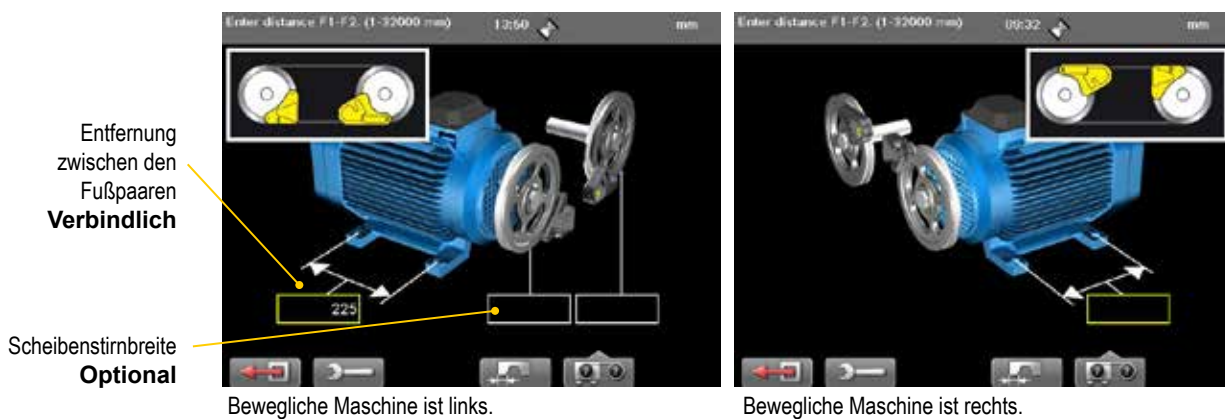 Enter distance F1-F2. (1-32000 mm)
13:50
mm
Entfernung
zwischen den
Fußpaaren
Verbindlich
225
Scheibenstirnbreite
Optional
Bewegliche Maschine ist links.
Enter distance F1-F2. (1-32000 mm)
09:32
mm
Bewegliche Maschine ist rechts.